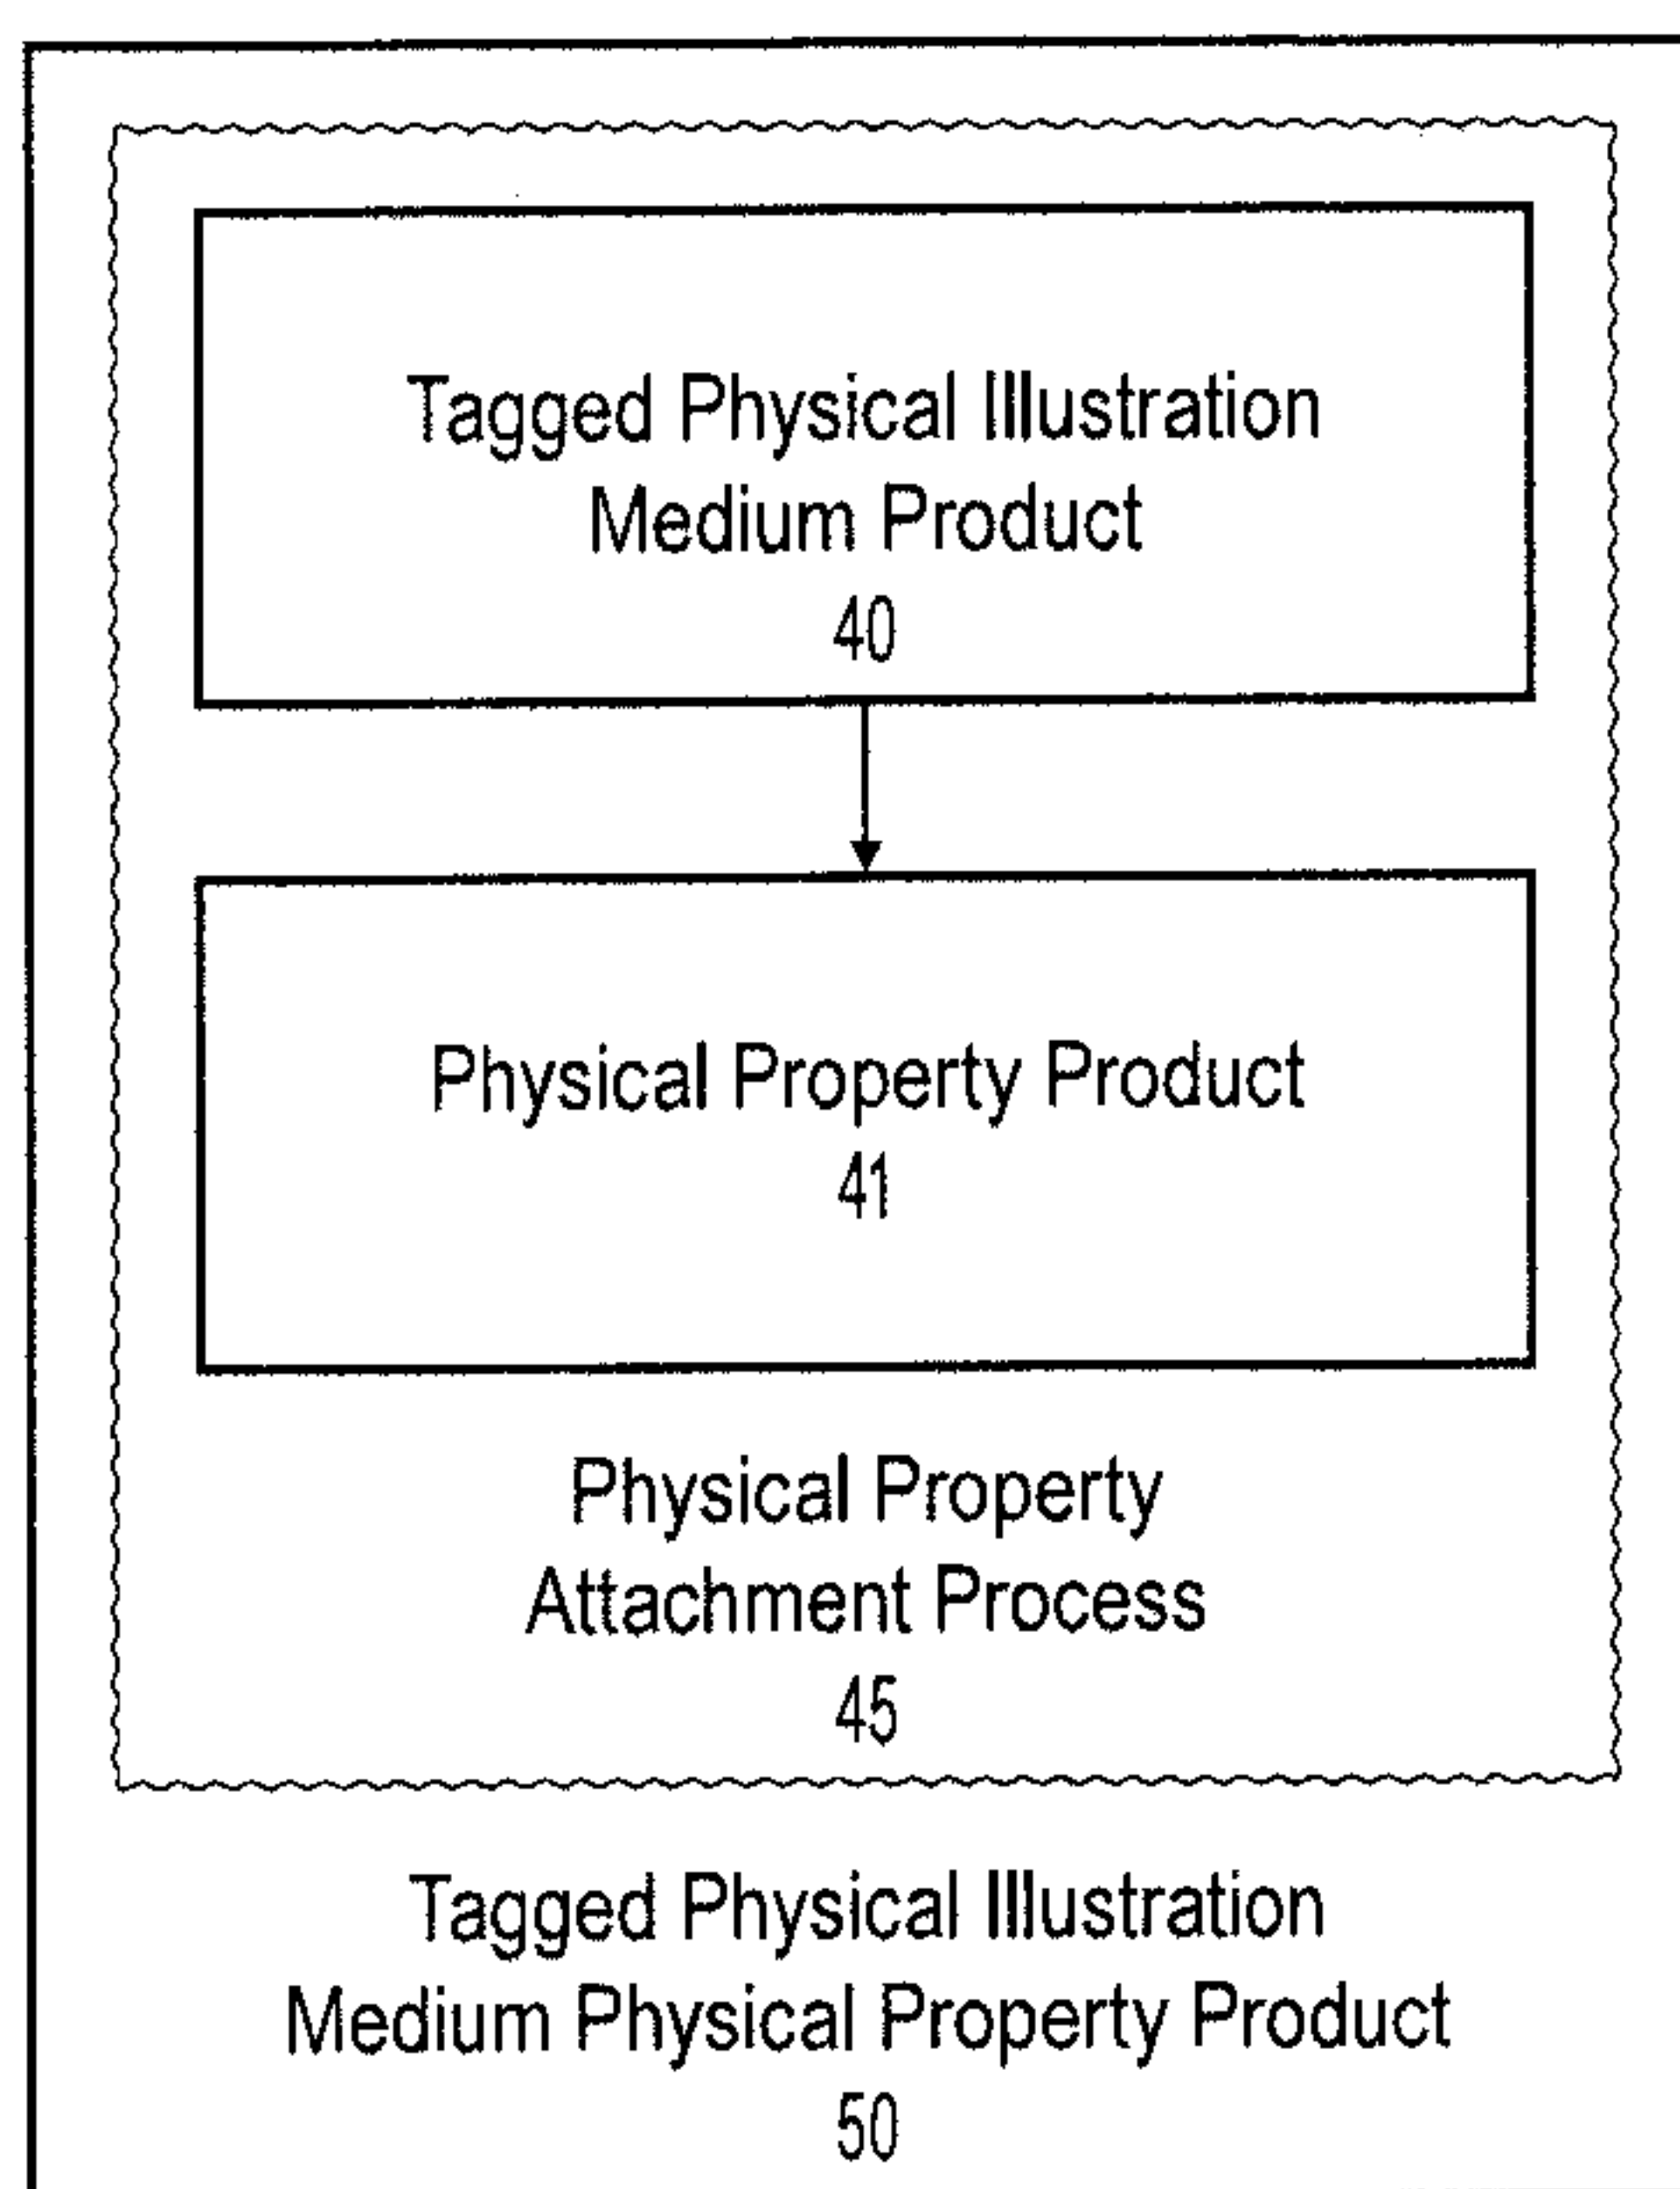 Tagged Physical Illustration
Medium Product
40
Physical Property Product
41
Physical Property
Attachment Process
45
Tagged Physical Illustration
Medium Physical Property Product
50